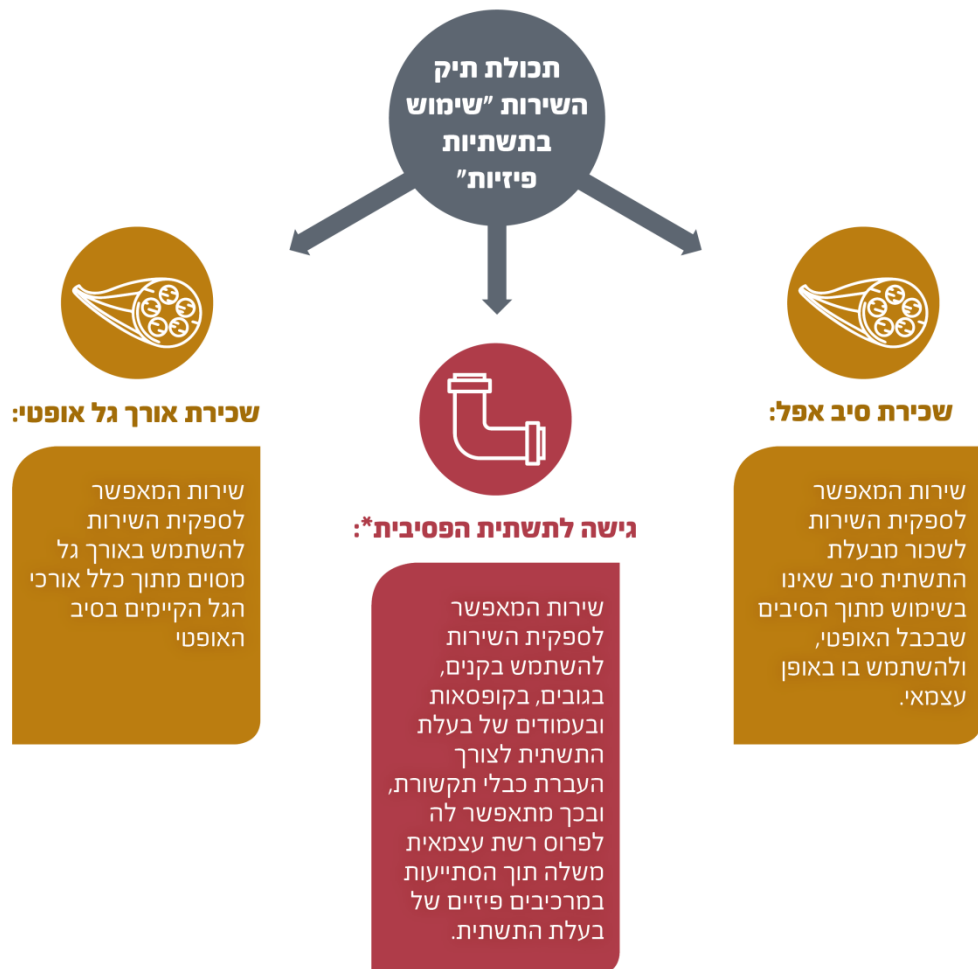 תכולת תיק
השירות "שימוש
בתשתיות
פיזיות"
שכירת סיב אפל:
שירות המאפשר
לספקית השירות
לשכור מבעלת
התשתית סיב שאינו
בשימוש מתוך הסיבים
שבכבל האופטי,
ולהשתמש בו באופן
עצמאי.
גישה לתשתית הפסיבית*:
שירות המאפשר
לספקית השירות
להשתמש בקנים,
בגובים, בקופסאות
ובעמודים של בעלת
התשתית לצורך
העברת כבלי תקשורת,
ובכך מתאפשר לה
לפרוס רשת עצמאית
משלה תוך הסתייעות
במרכיבים פיזיים של
בעלת התשתית.
שכירת אורך גל אופטי:
שירות המאפשר
לספקית השירות
להשתמש באורך גל
מסוים מתוך כלל אורכי
הגל הקיימים בסיב
האופטי